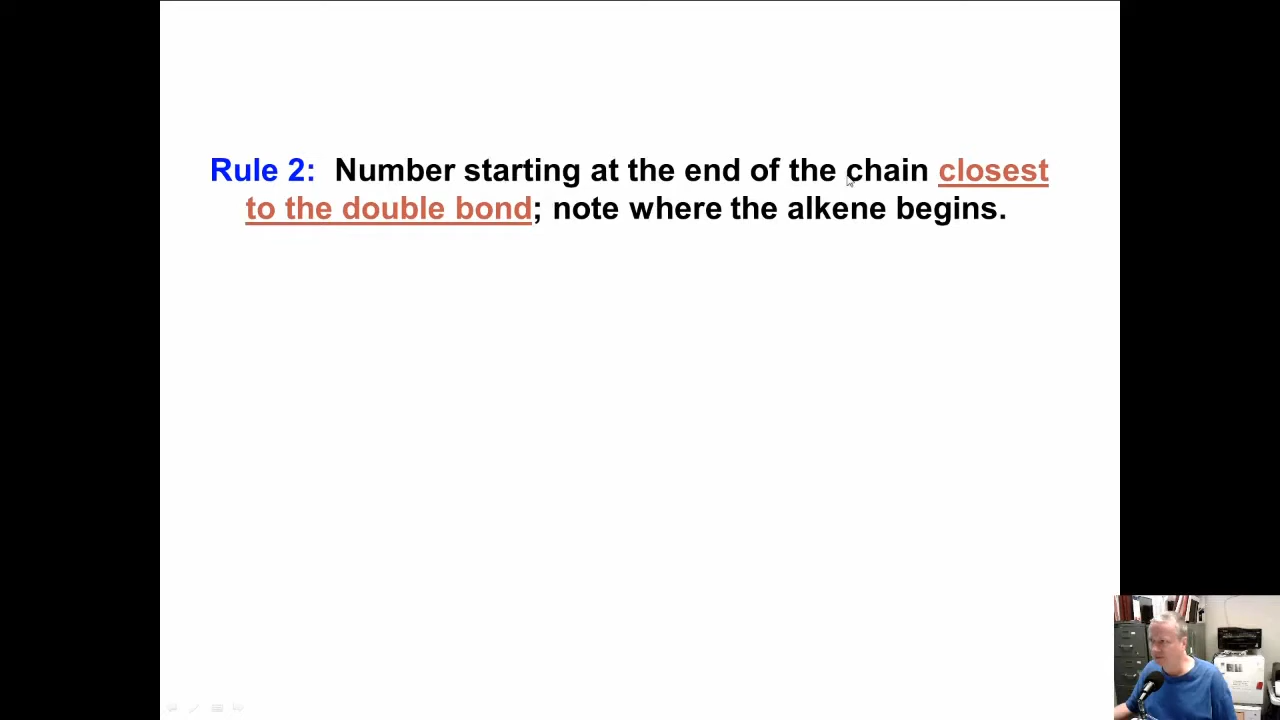 Rule 2: Number starting at the end of the chain closest
to the double bond; note where the alkene begins.